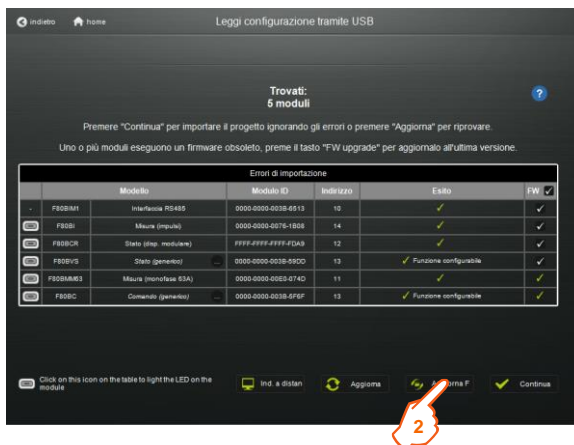 indietro home Leggi configurazione tramite USB
Trovati:
5 moduli
?
Premere "Continua" per importare il progetto ignorando gli errori o premere "Aggiorna" per riprovare.
Uno o più moduli eseguono un firmware obsoleto, preme il tasto "FW upgrade" per aggiornalo all'ultima versione.
Errori di importazione
Modello Modulo ID Indirizzo Esito FW
- F80BIM1 Interfaccia RS485 0000-0000-003B-6513 10
F80BI Misura (impulsi) 0000-0000-0076-1B08 14
F80BCR Stato (disp. modulare) FFFF-FFFF-FFFF-FDA9 12
F80BVS Stato (generico) ... 0000-0000-003B-59DD 13 Funzione configurabile
F80BMM63 Misura (monofase 63A) 0000-0000-00E0-074D 11
F80BC Comando (generico) ... 0000-0000-003B-5F6F 13 Funzione configurabile
Click on this icon on the table to light the LED on the
module
Ind. a distan Aggiorna Aggiorna F Continua
2